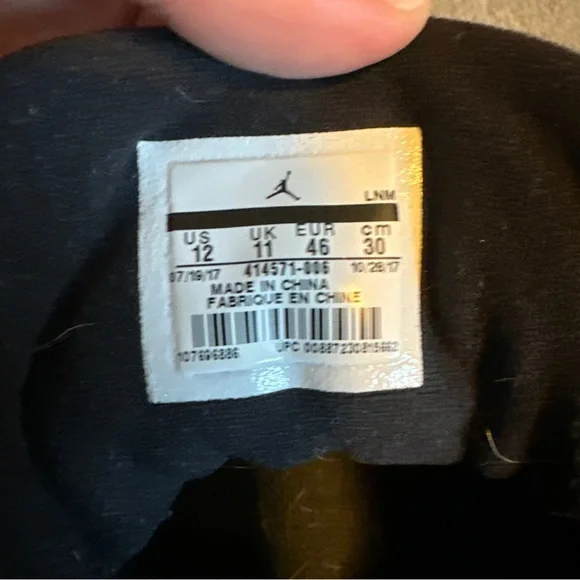 LNM
US UK EUR cm
12 11 46 30
07/19/17 414571-006 10/29/17
MADE IN CHINA
FABRIQUE EN CHINE
107696886 UPC 00887230815662